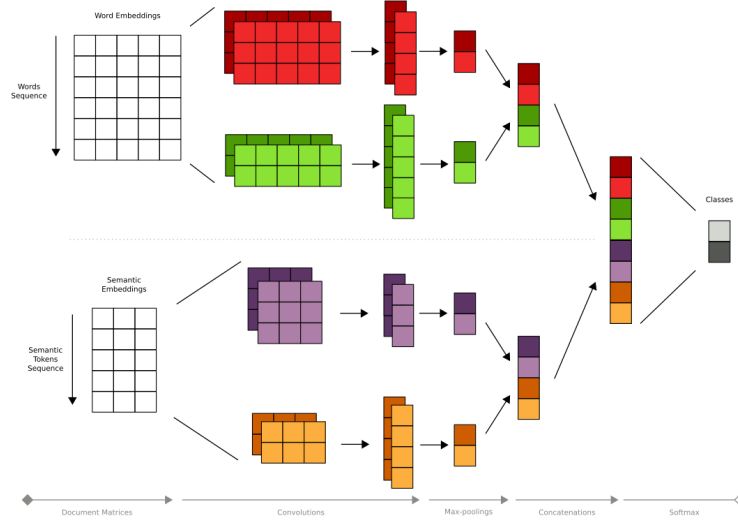 Word Embeddings
Words
Sequence
Classes
Semantic
Embeddings
Semantic
Tokens
Sequence
Document Matrices
Convolutions
Max-poolings
Concatenations
Softmax